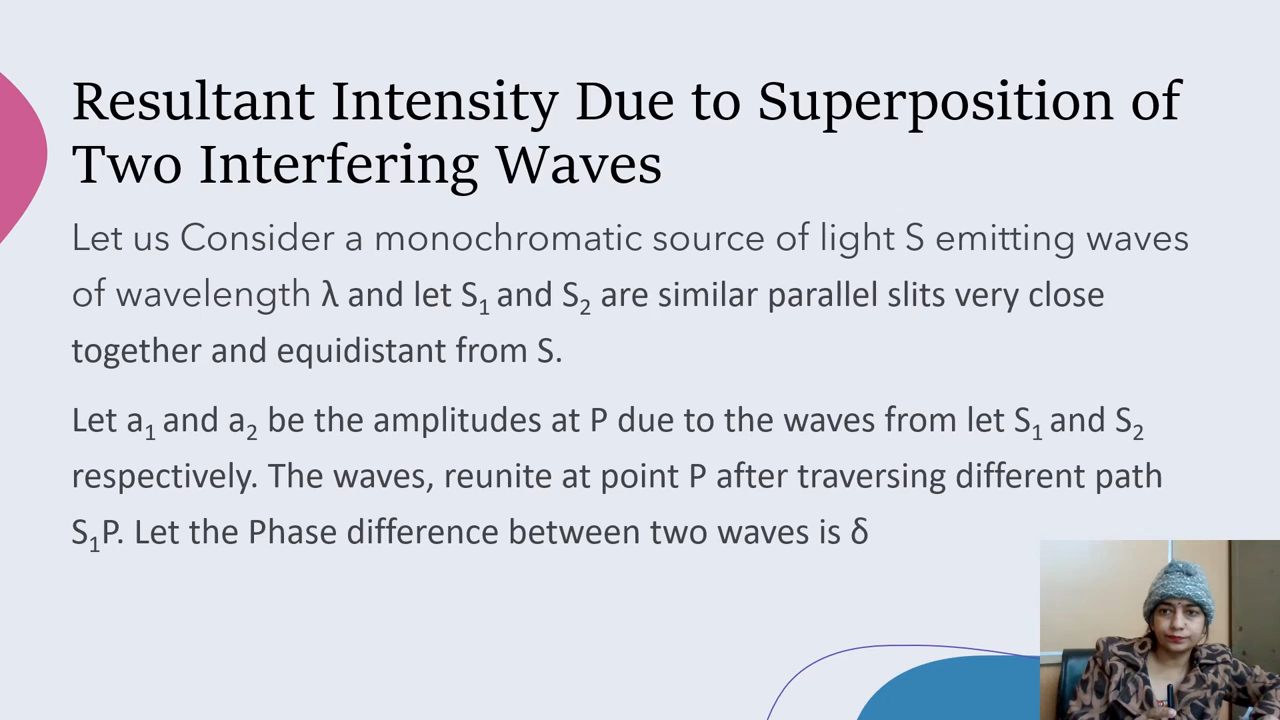 Resultant Intensity Due to Superposition of
Two Interfering Waves
Let us Consider a monochromatic source of light S emitting waves
of wavelength λ and let S₁ and S₂ are similar parallel slits very close
together and equidistant from S.
Let a₁ and a₂ be the amplitudes at P due to the waves from let S₁ and S₂
respectively. The waves, reunite at point P after traversing different path
S₁P. Let the Phase difference between two waves is δ